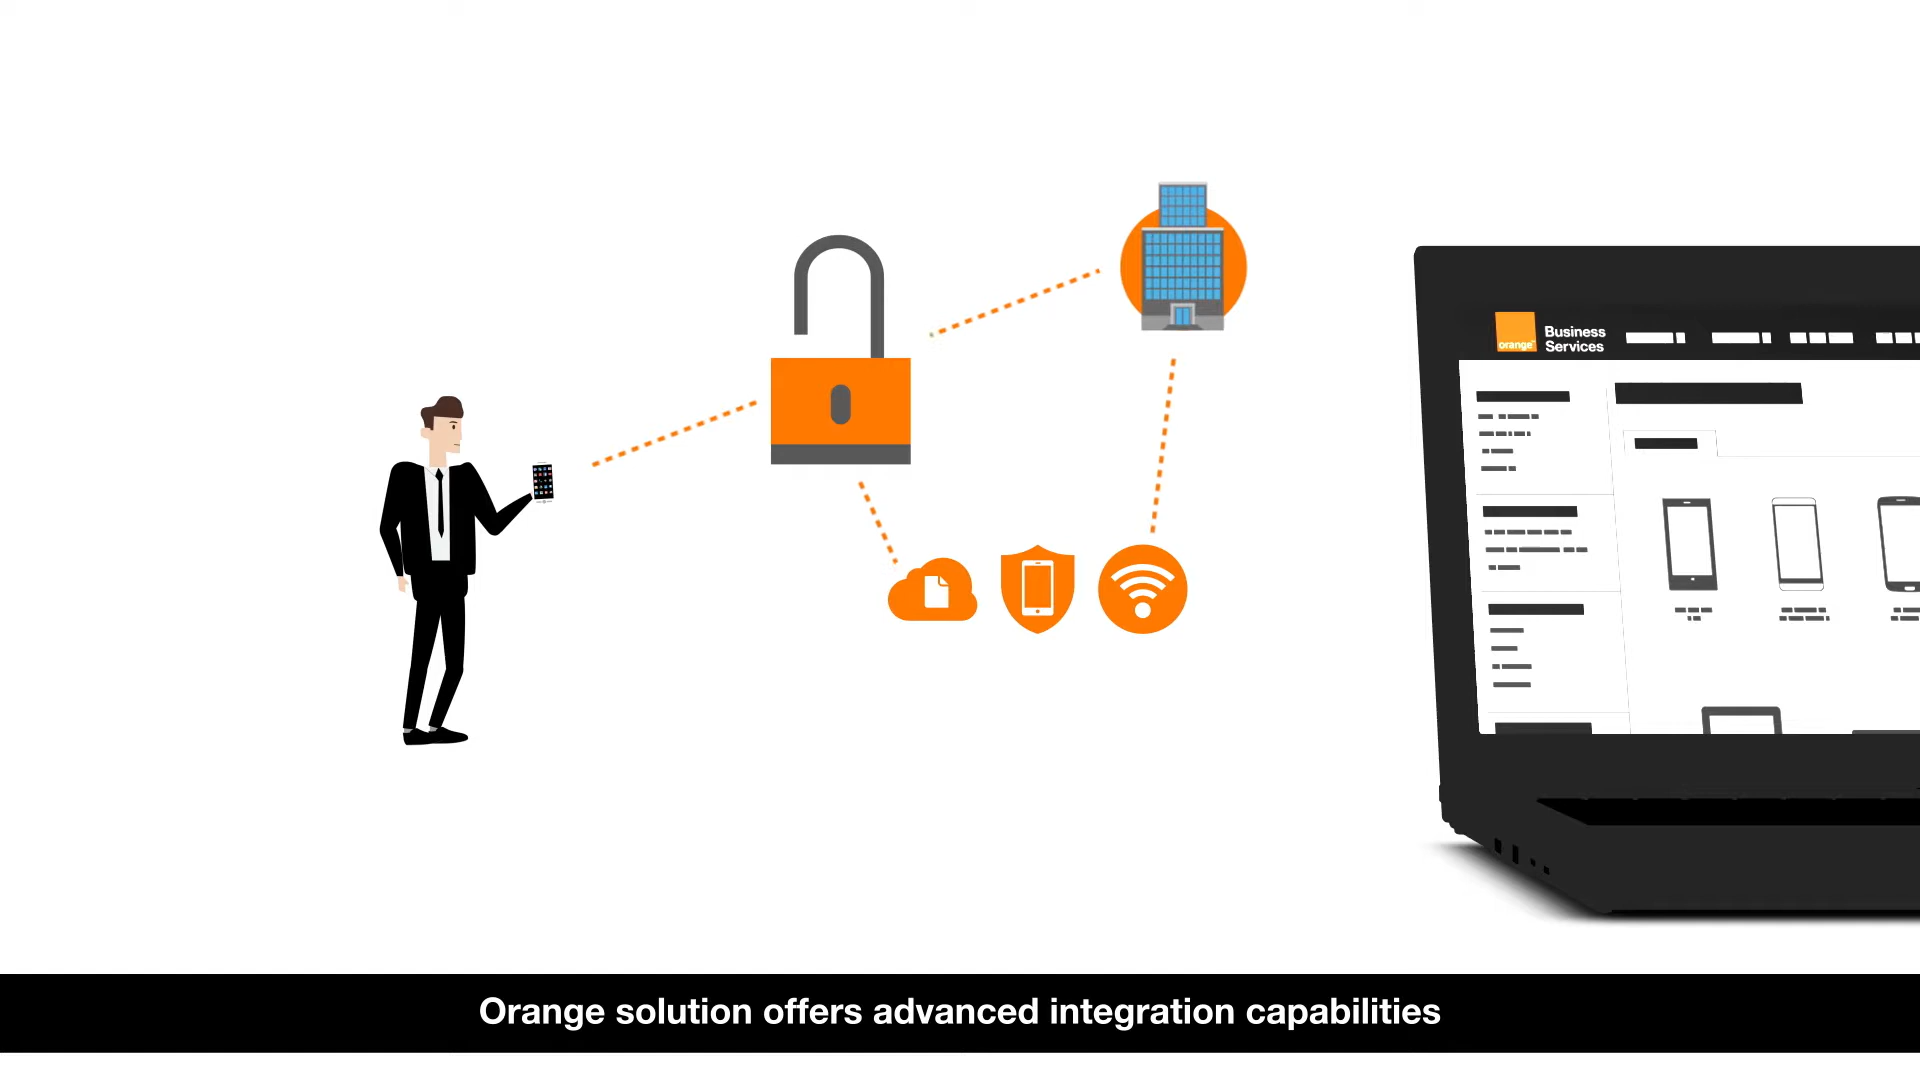 orange
Business
Services
Orange solution offers advanced integration capabilities